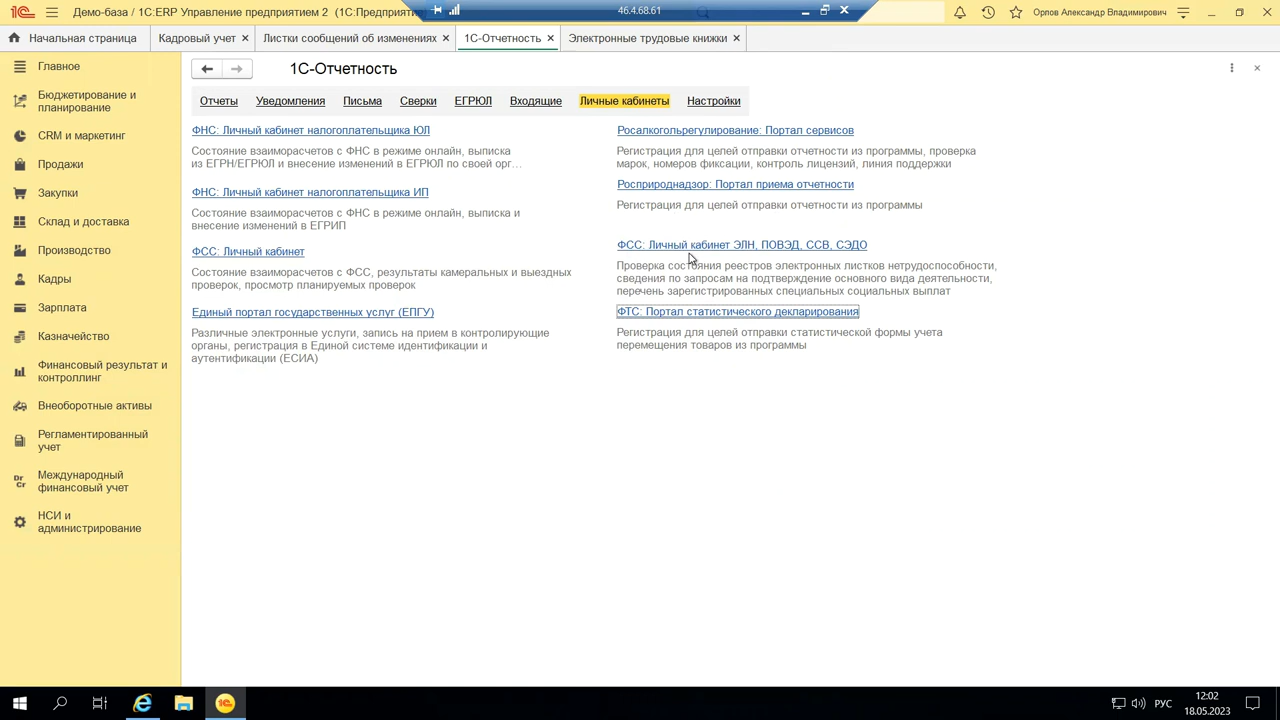 Демо-база / 1С:ERP Управление предприятием 2 (1С:Предприятие
46.4.68.61
Орлов Александр Владимирович
Начальная страница
Кадровый учет ×
Листки сообщений об изменениях ×
1С-Отчетность ×
Электронные трудовые книжки ×
Главное
Бюджетирование и
планирование
CRM и маркетинг
Продажи
Закупки
Склад и доставка
Производство
Кадры
Зарплата
Казначейство
Финансовый результат и
контроллинг
Внеоборотные активы
Регламентированный
учет
Dr
Cr
Международный
финансовый учет
НСИ и
администрирование
1С-Отчетность
Отчеты
Уведомления
Письма
Сверки
ЕГРЮЛ
Входящие
Личные кабинеты
Настройки
ФНС: Личный кабинет налогоплательщика ЮЛ
Состояние взаиморасчетов с ФНС в режиме онлайн, выписка
из ЕГРН/ЕГРЮЛ и внесение изменений в ЕГРЮЛ по своей орг…
ФНС: Личный кабинет налогоплательщика ИП
Состояние взаиморасчетов с ФНС в режиме онлайн, выписка и
внесение изменений в ЕГРИП
ФСС: Личный кабинет
Состояние взаиморасчетов с ФСС, результаты камеральных и выездных
проверок, просмотр планируемых проверок
Единый портал государственных услуг (ЕПГУ)
Различные электронные услуги, запись на прием в контролирующие
органы, регистрация в Единой системе идентификации и
аутентификации (ЕСИА)
Росалкогольрегулирование: Портал сервисов
Регистрация для целей отправки отчетности из программы, проверка
марок, номеров фиксации, контроль лицензий, линия поддержки
Росприроднадзор: Портал приема отчетности
Регистрация для целей отправки отчетности из программы
ФСС: Личный кабинет ЭЛН, ПОВЭД, ССВ, СЭДО
Проверка состояния реестров электронных листков нетрудоспособности,
сведения по запросам на подтверждение основного вида деятельности,
перечень зарегистрированных специальных социальных выплат
ФТС: Портал статистического декларирования
Регистрация для целей отправки статистической формы учета
перемещения товаров из программы
РУС
12:02
18.05.2023